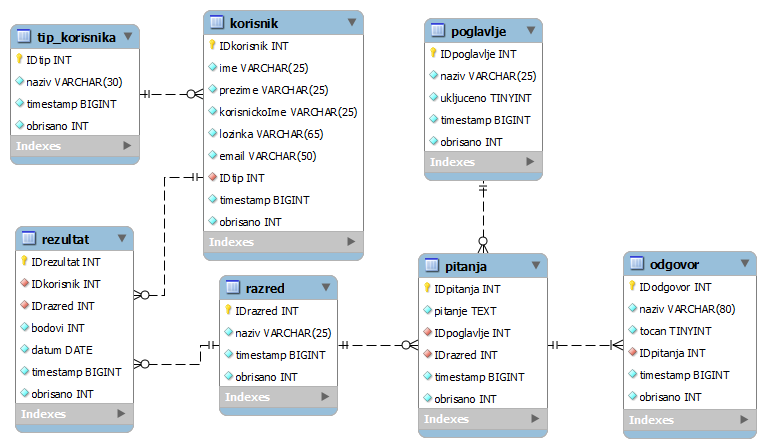 tip_korisnika
IDtip INT
naziv VARCHAR(30)
timestamp BIGINT
obrisano INT
Indexes
korisnik
IDkorisnik INT
ime VARCHAR(25)
prezime VARCHAR(25)
korisnickoIme VARCHAR(25)
lozinka VARCHAR(65)
email VARCHAR(50)
IDtip INT
timestamp BIGINT
obrisano INT
Indexes
poglavlje
IDpoglavlje INT
naziv VARCHAR(25)
ukljuceno TINYINT
timestamp BIGINT
obrisano INT
Indexes
rezultat
IDrezultat INT
IDkorisnik INT
IDrazred INT
bodovi INT
datum DATE
timestamp BIGINT
obrisano INT
Indexes
razred
IDrazred INT
naziv VARCHAR(25)
timestamp BIGINT
obrisano INT
Indexes
pitanja
IDpitanja INT
pitanje TEXT
IDpoglavlje INT
IDrazred INT
timestamp BIGINT
obrisano INT
Indexes
odgovor
IDodgovor INT
naziv VARCHAR(80)
tocan TINYINT
IDpitanja INT
timestamp BIGINT
obrisano INT
Indexes